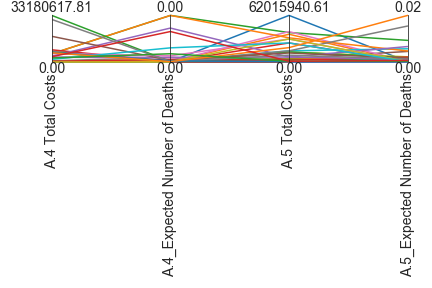 33180617.81 0.00 62015940.61 0.02
0.00 0.00 0.00 0.00
A.4 Total Costs
A.4_Expected Number of Deaths
A.5 Total Costs
A.5_Expected Number of Deaths